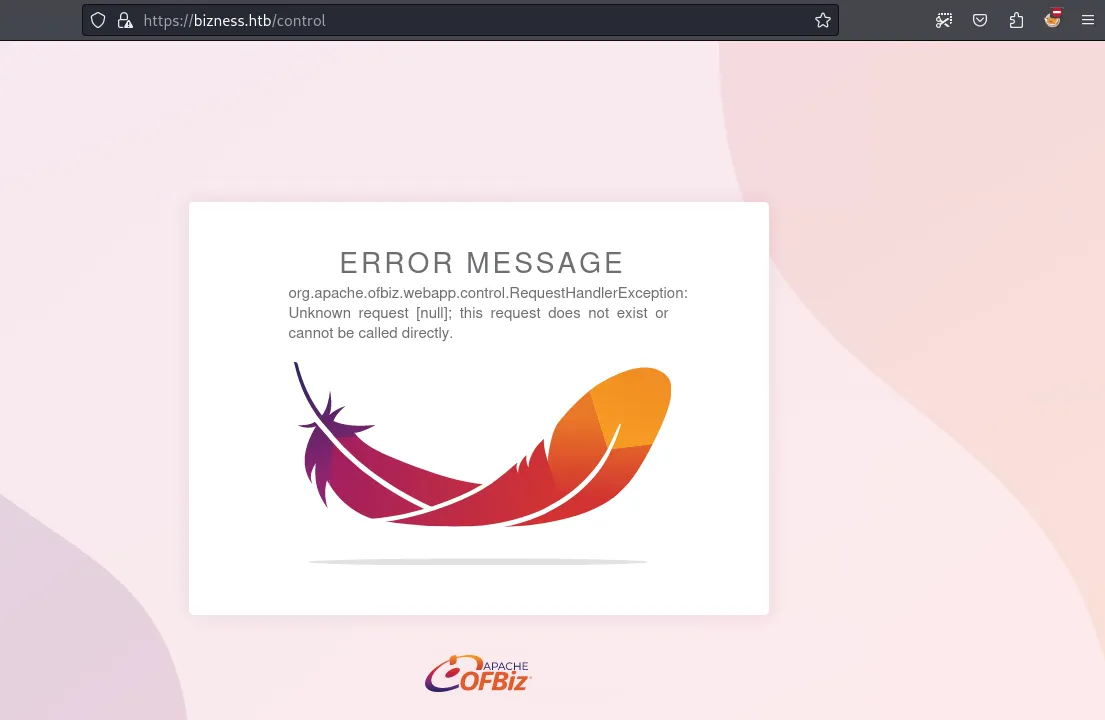 https://bizness.htb/control
ERROR MESSAGE
org.apache.ofbiz.webapp.control.RequestHandlerException:
Unknown request [null]; this request does not exist or
cannot be called directly.
APACHE
OFBiz